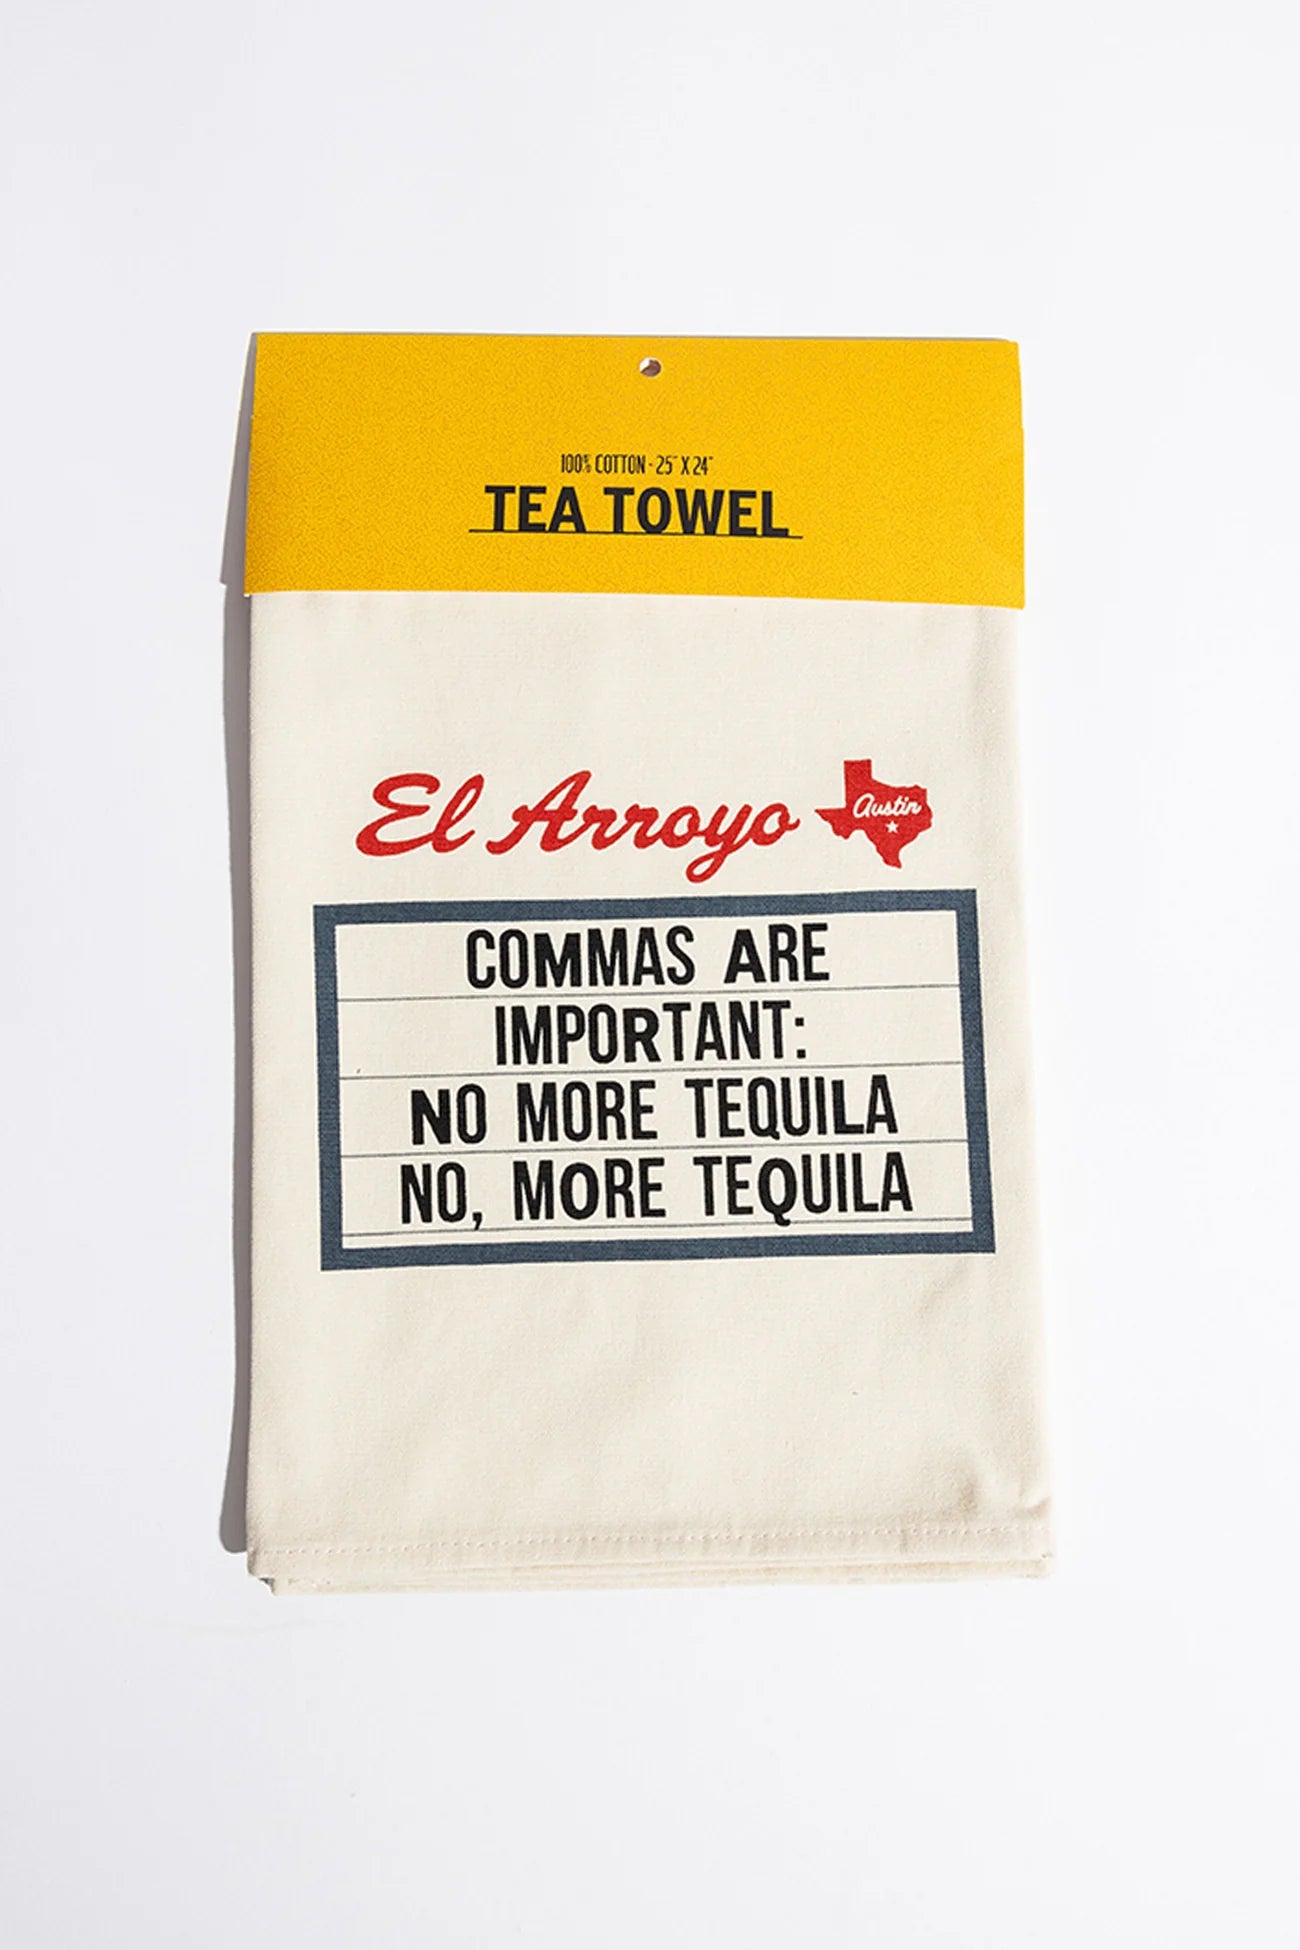 100% COTTON - 25" X 24"
TEA TOWEL
El Arroyo
Austin
COMMAS ARE
IMPORTANT:
NO MORE TEQUILA
NO, MORE TEQUILA